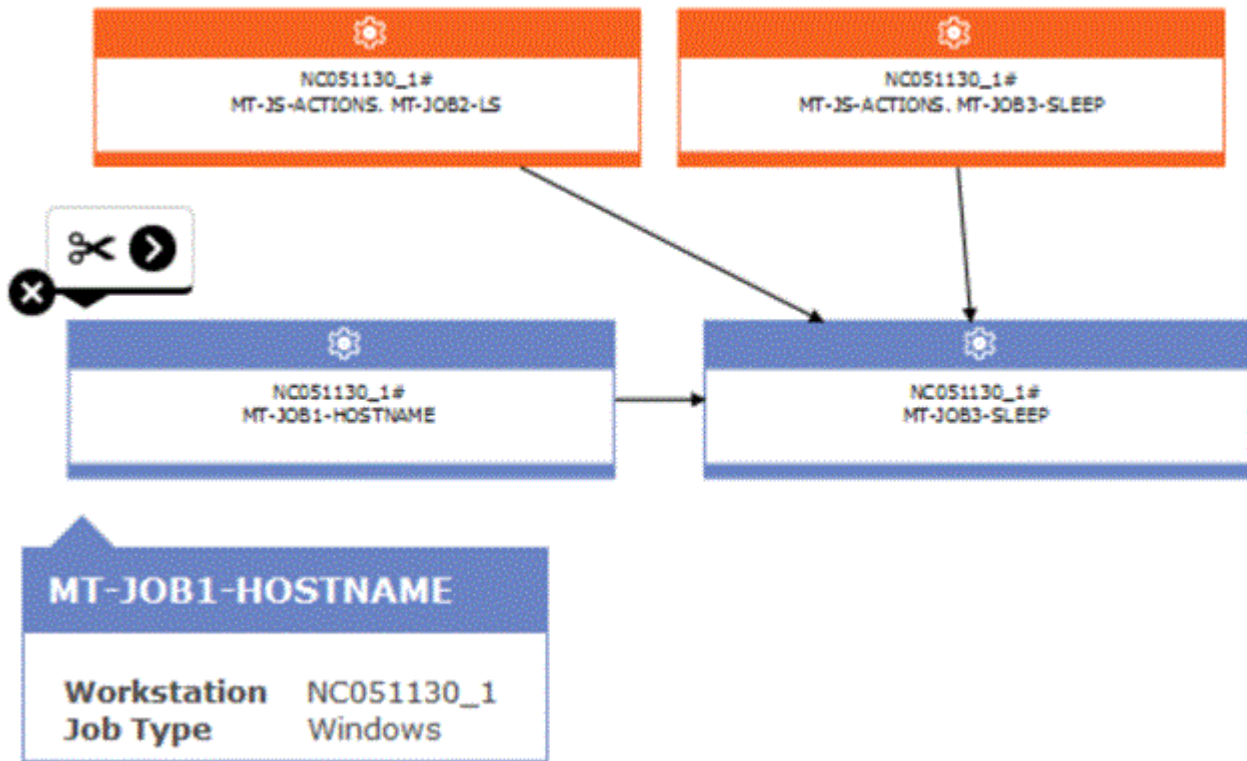 NC051130_1#
MT-JS-ACTIONS. MT-JOB2-LS
NC051130_1#
MT-JS-ACTIONS. MT-JOB3-SLEEP
NC051130_1#
MT-JOB1-HOSTNAME
NC051130_1#
MT-JOB3-SLEEP
MT-JOB1-HOSTNAME
Workstation NC051130_1
Job Type Windows